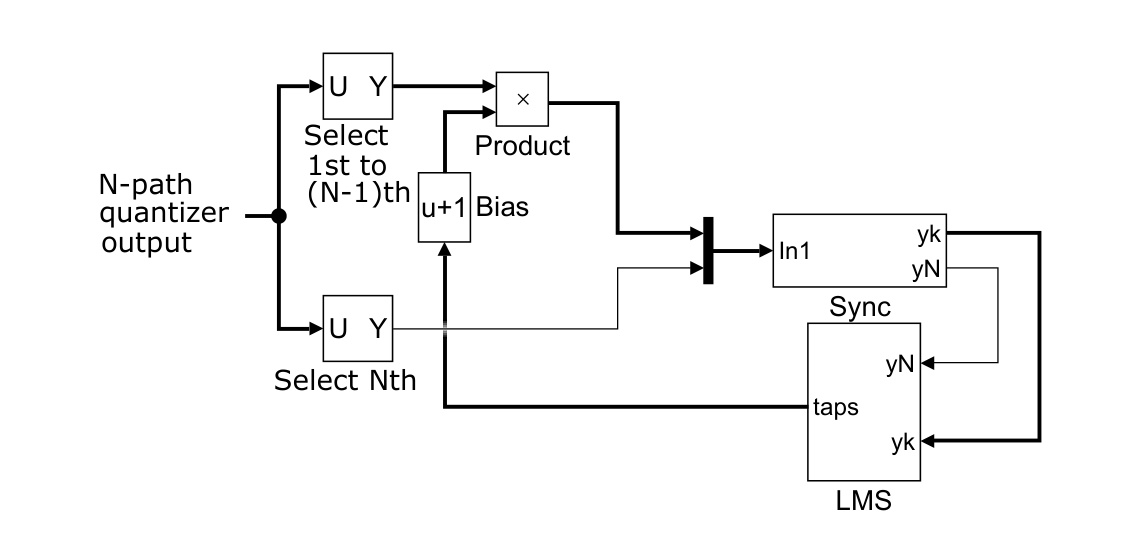 U Y
×
Select
1st to
(N-1)th
Product
N-path
quantizer
output
u+1
Bias
In1
yk
yN
Sync
U Y
Select Nth
yN
taps
yk
LMS